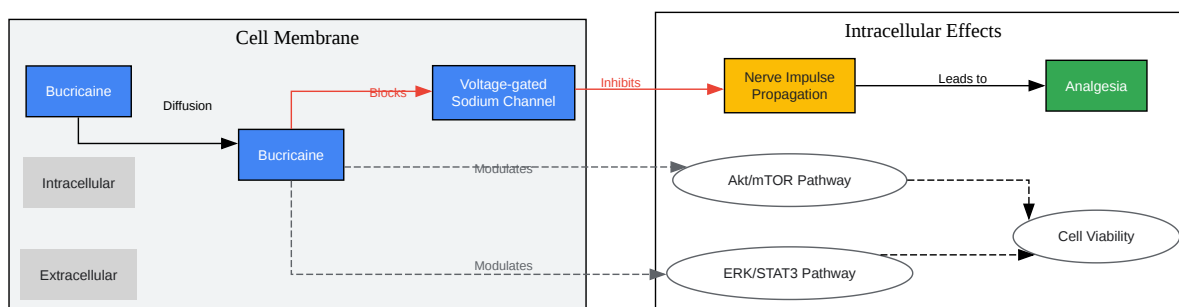 Cell Membrane
Intracellular Effects
Bucricaine
Diffusion
Blocks
Voltage-gated
Sodium Channel
Inhibits
Nerve Impulse
Propagation
Leads to
Analgesia
Bucricaine
Intracellular
Modulates
Akt/mTOR Pathway
Cell Viability
Extracellular
Modulates
ERK/STAT3 Pathway